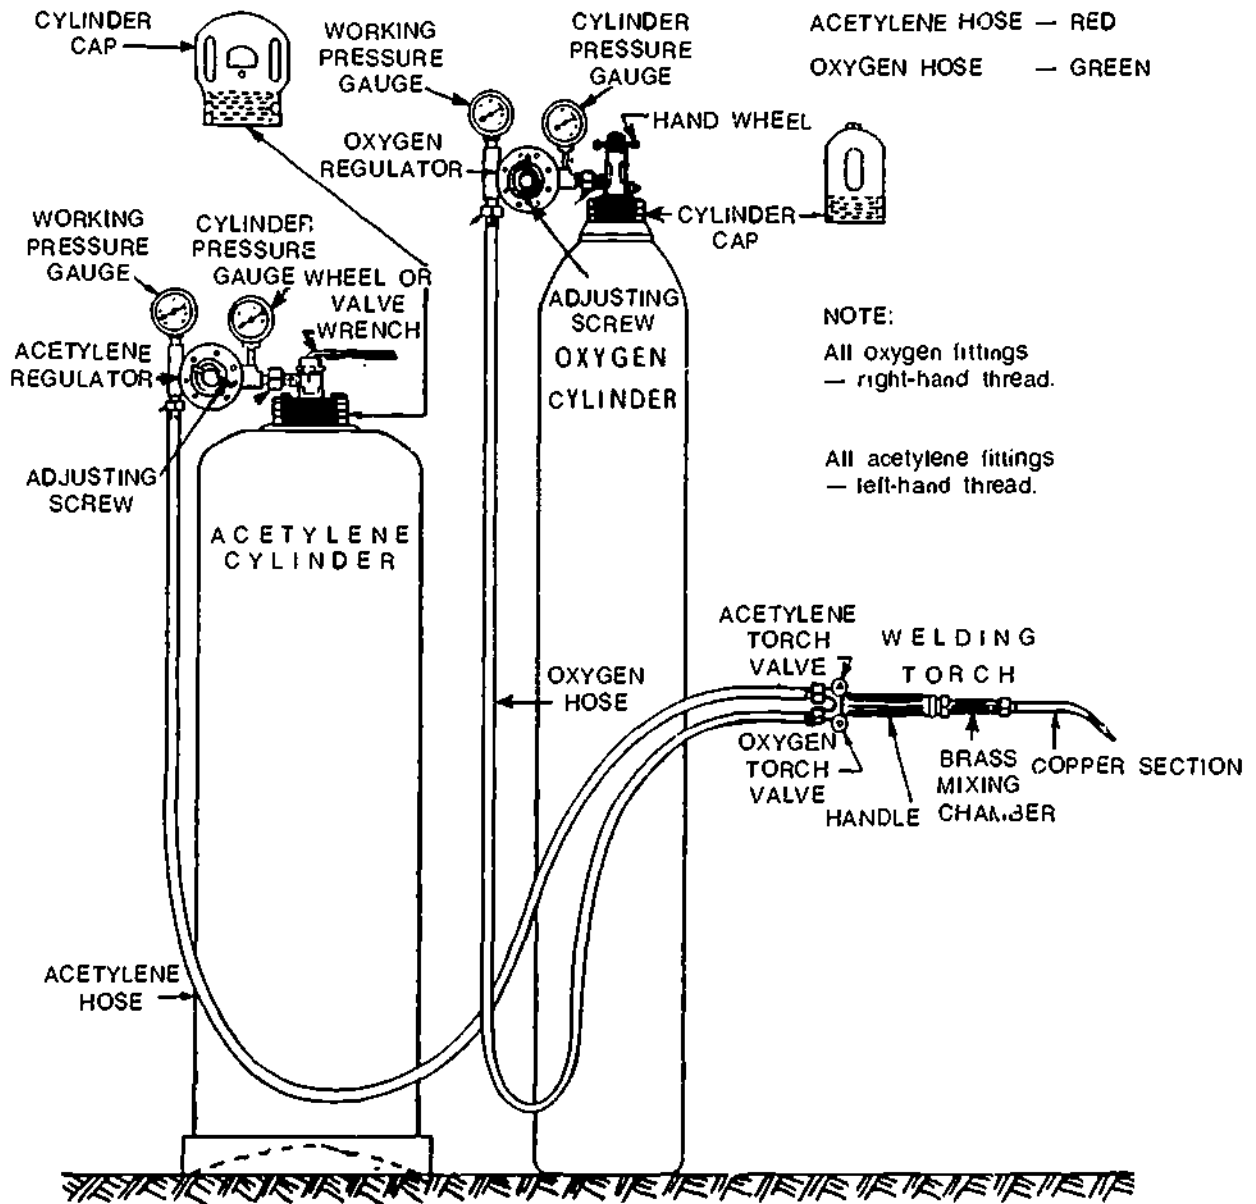 CYLINDER
CAP
WORKING
PRESSURE
GAUGE
CYLINDER
PRESSURE
GAUGE
ACETYLENE HOSE — RED
OXYGEN HOSE — GREEN
HAND WHEEL
OXYGEN
REGULATOR
CYLINDER
CAP
WORKING
PRESSURE
GAUGE
CYLINDER
PRESSURE
GAUGE
WHEEL OR
VALVE
WRENCH
ADJUSTING
SCREW
OXYGEN
CYLINDER
NOTE:
All oxygen fittings
— right-hand thread.
All acetylene fittings
— left-hand thread.
ACETYLENE
REGULATOR
ADJUSTING
SCREW
ACETYLENE
CYLINDER
ACETYLENE
TORCH
VALVE
WELDING
TORCH
OXYGEN
HOSE
OXYGEN
TORCH
VALVE
HANDLE
BRASS
MIXING
CHAMBER
COPPER SECTION
ACETYLENE
HOSE